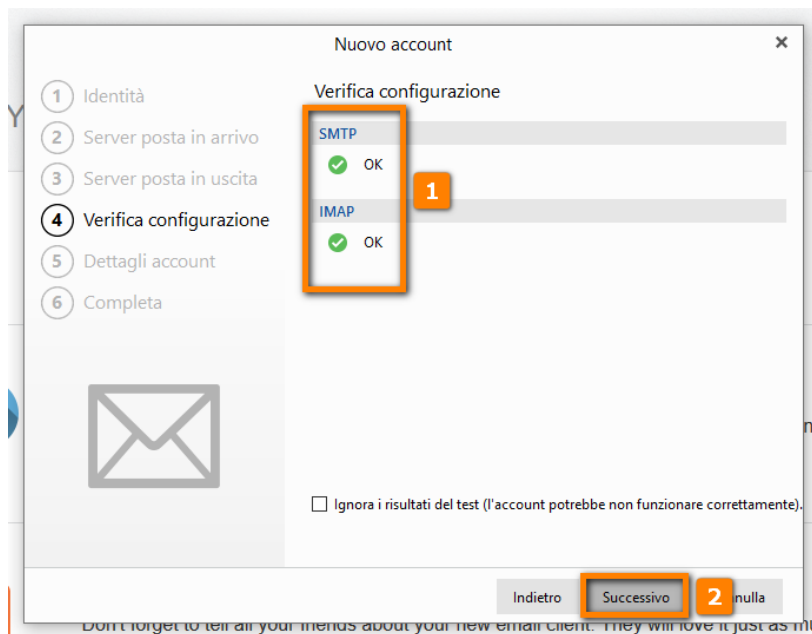 Nuovo account
1 Identità
2 Server posta in arrivo
3 Server posta in uscita
4 Verifica configurazione
5 Dettagli account
6 Completa
Verifica configurazione
SMTP
OK
1
IMAP
OK
Ignora i risultati del test (l'account potrebbe non funzionare correttamente).
Indietro
Successivo
2
Don't forget to tell all your friends about your new email client. They will love it just as